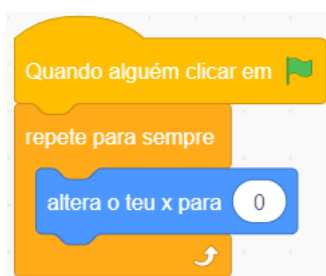 Quando alguém clicar em
repete para sempre
altera o teu x para 0